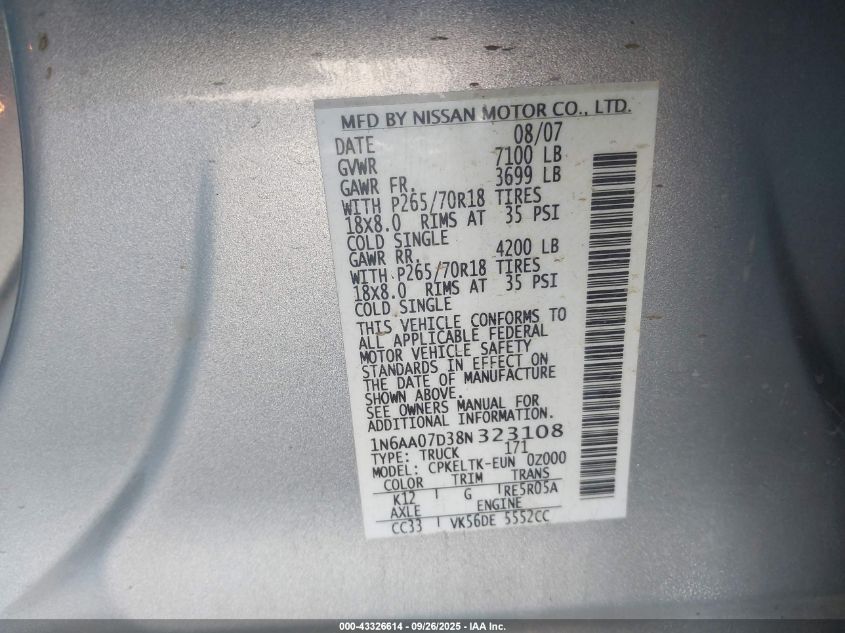 MFD BY NISSAN MOTOR CO., LTD.
DATE 08/07
GVWR 7100 LB
GAWR FR. 3699 LB
WITH P265/70R18 TIRES
18X8.0 RIMS AT 35 PSI
COLD SINGLE
GAWR RR. 4200 LB
WITH P265/70R18 TIRES
18X8.0 RIMS AT 35 PSI
COLD SINGLE
THIS VEHICLE CONFORMS TO
ALL APPLICABLE FEDERAL
MOTOR VEHICLE SAFETY
STANDARDS IN EFFECT ON
THE DATE OF MANUFACTURE
SHOWN ABOVE.
SEE OWNERS MANUAL FOR
ADDITIONAL INFORMATION.
1N6AA07D38N 323108
TYPE: TRUCK 171
MODEL: CPKELTK-EUN 0Z000
COLOR TRIM TRANS
K12 G RE5R05A
AXLE ENGINE
CC33 VK56DE 5552CC
000-43326614 - 09/26/2025 - IAA Inc.